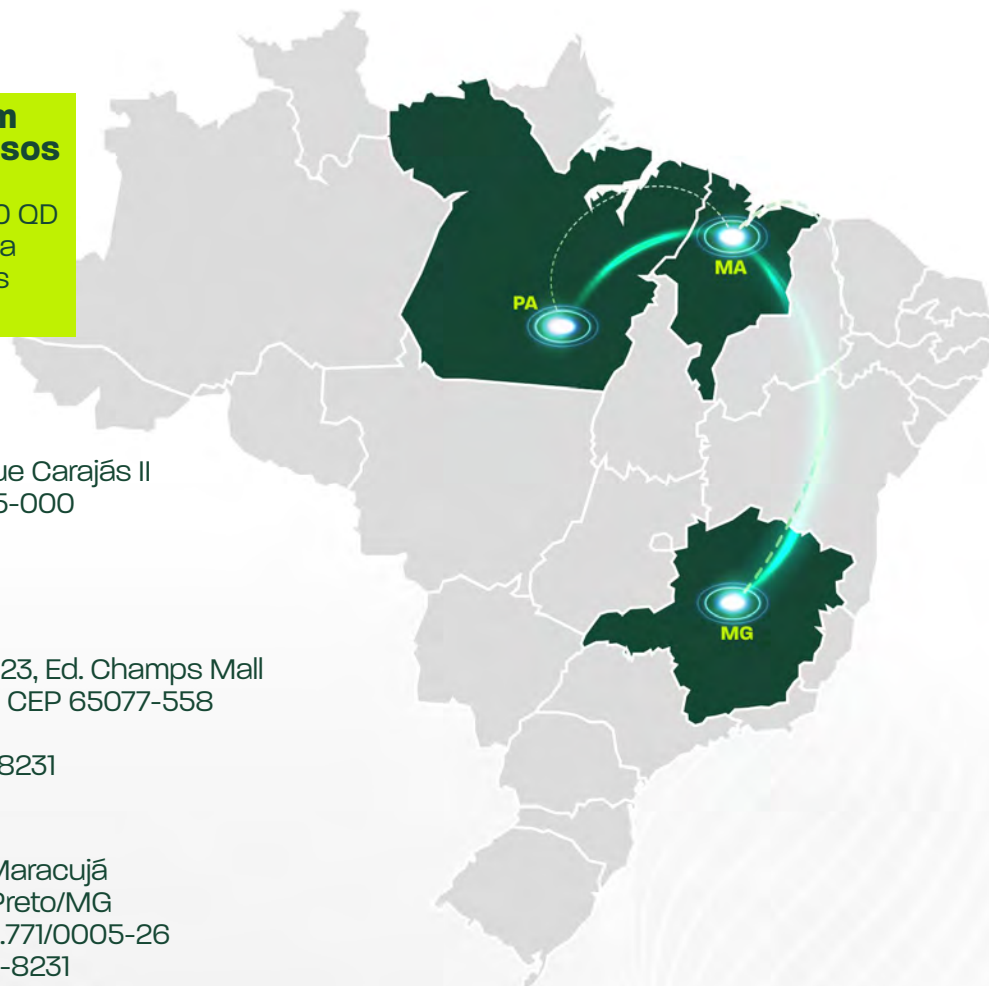 m
sos
0 QD
a
s
PA
MA
ue Carajás II
5-000
MG
23, Ed. Champs Mall
CEP 65077-558
8231
Maracujá
Preto/MG
.771/0005-26
-8231